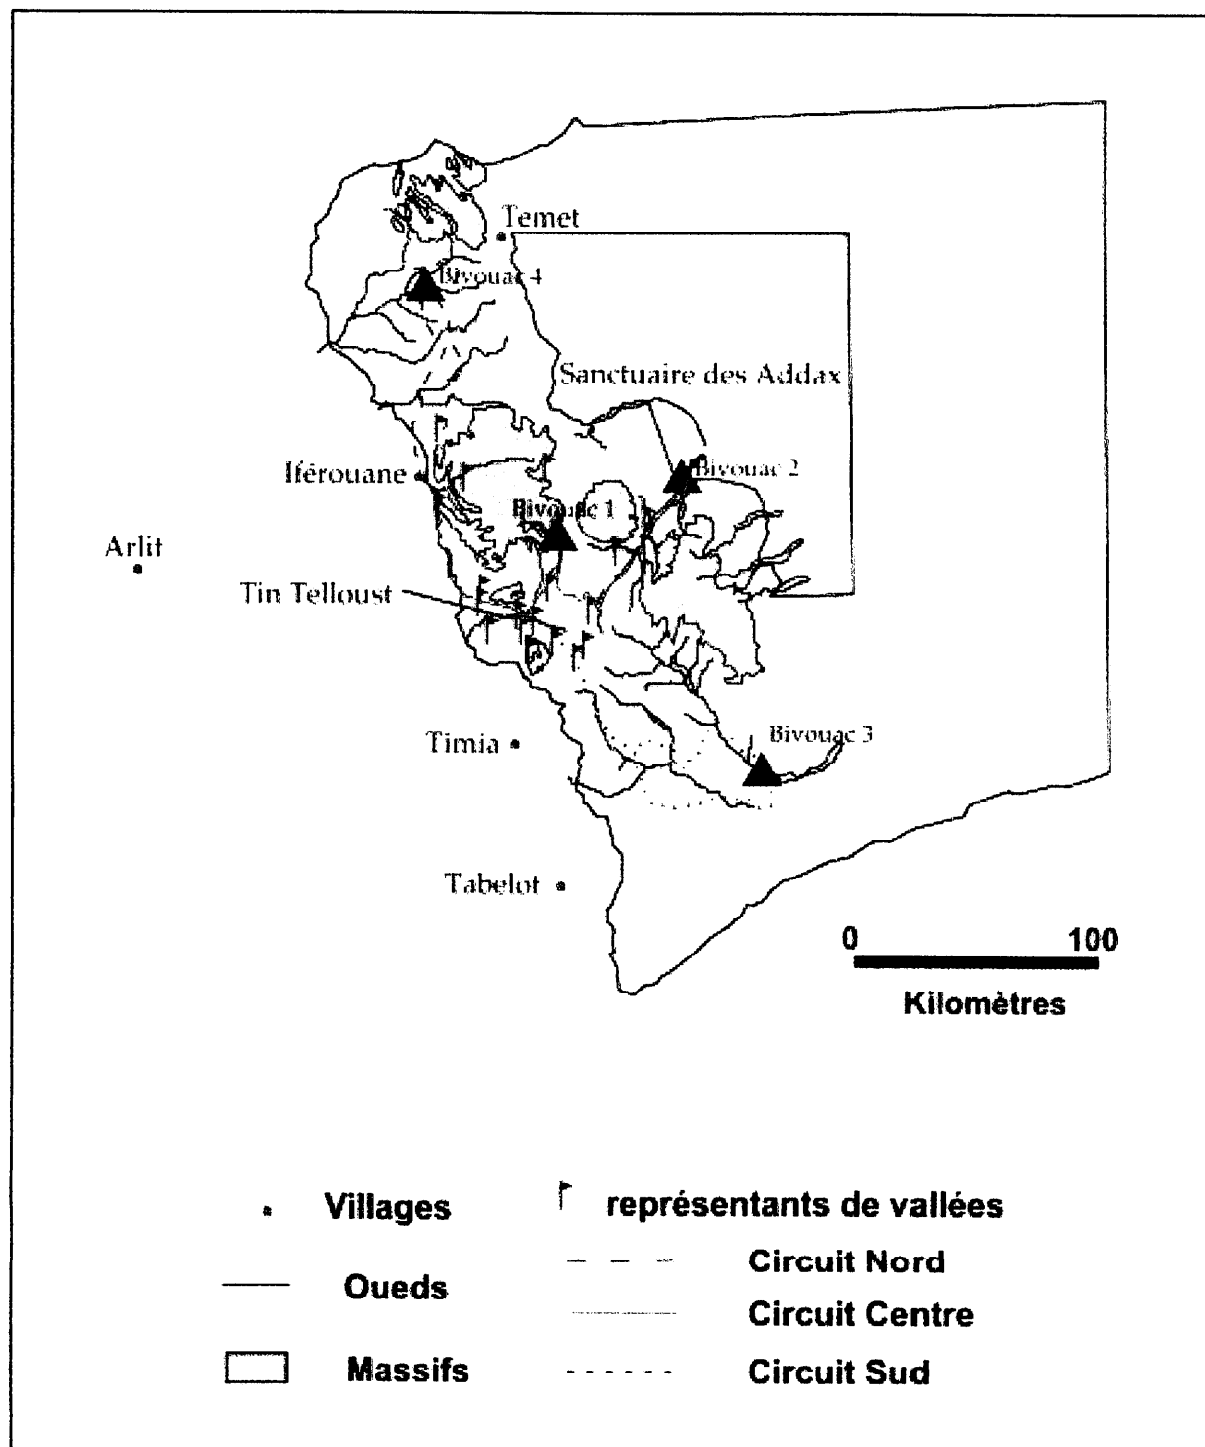 Temet
Bivouac 4
Sanctuaire des Addax
Iférouane
Bivouac 2
Bivouac 1
Arlit
Tin Telloust
Timia
Bivouac 3
Tabelot
0 100
Kilomètres
Villages
représentants de vallées
Circuit Nord
Oueds
Circuit Centre
Massifs
Circuit Sud